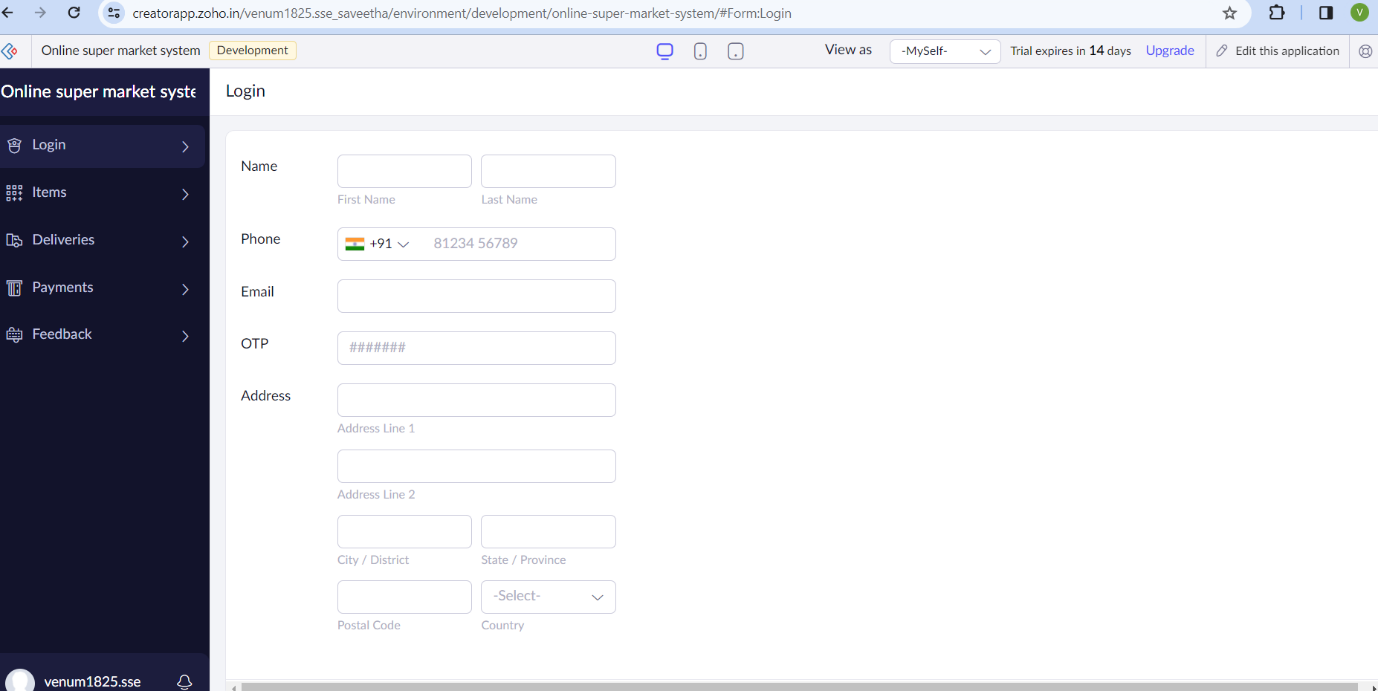 creatorapp.zoho.in/venum1825.sse_saveetha/environment/development/online-super-market-system/#Form:Login
V
Online super market system Development View as -MySelf- Trial expires in 14 days Upgrade Edit this application
Online super market syste
Login
Login
Items
Deliveries
Payments
Feedback
Name
First Name Last Name
Phone +91 81234 56789
Email
OTP #######
Address
Address Line 1
Address Line 2
City / District State / Province
-Select-
Postal Code Country
venum1825.sse